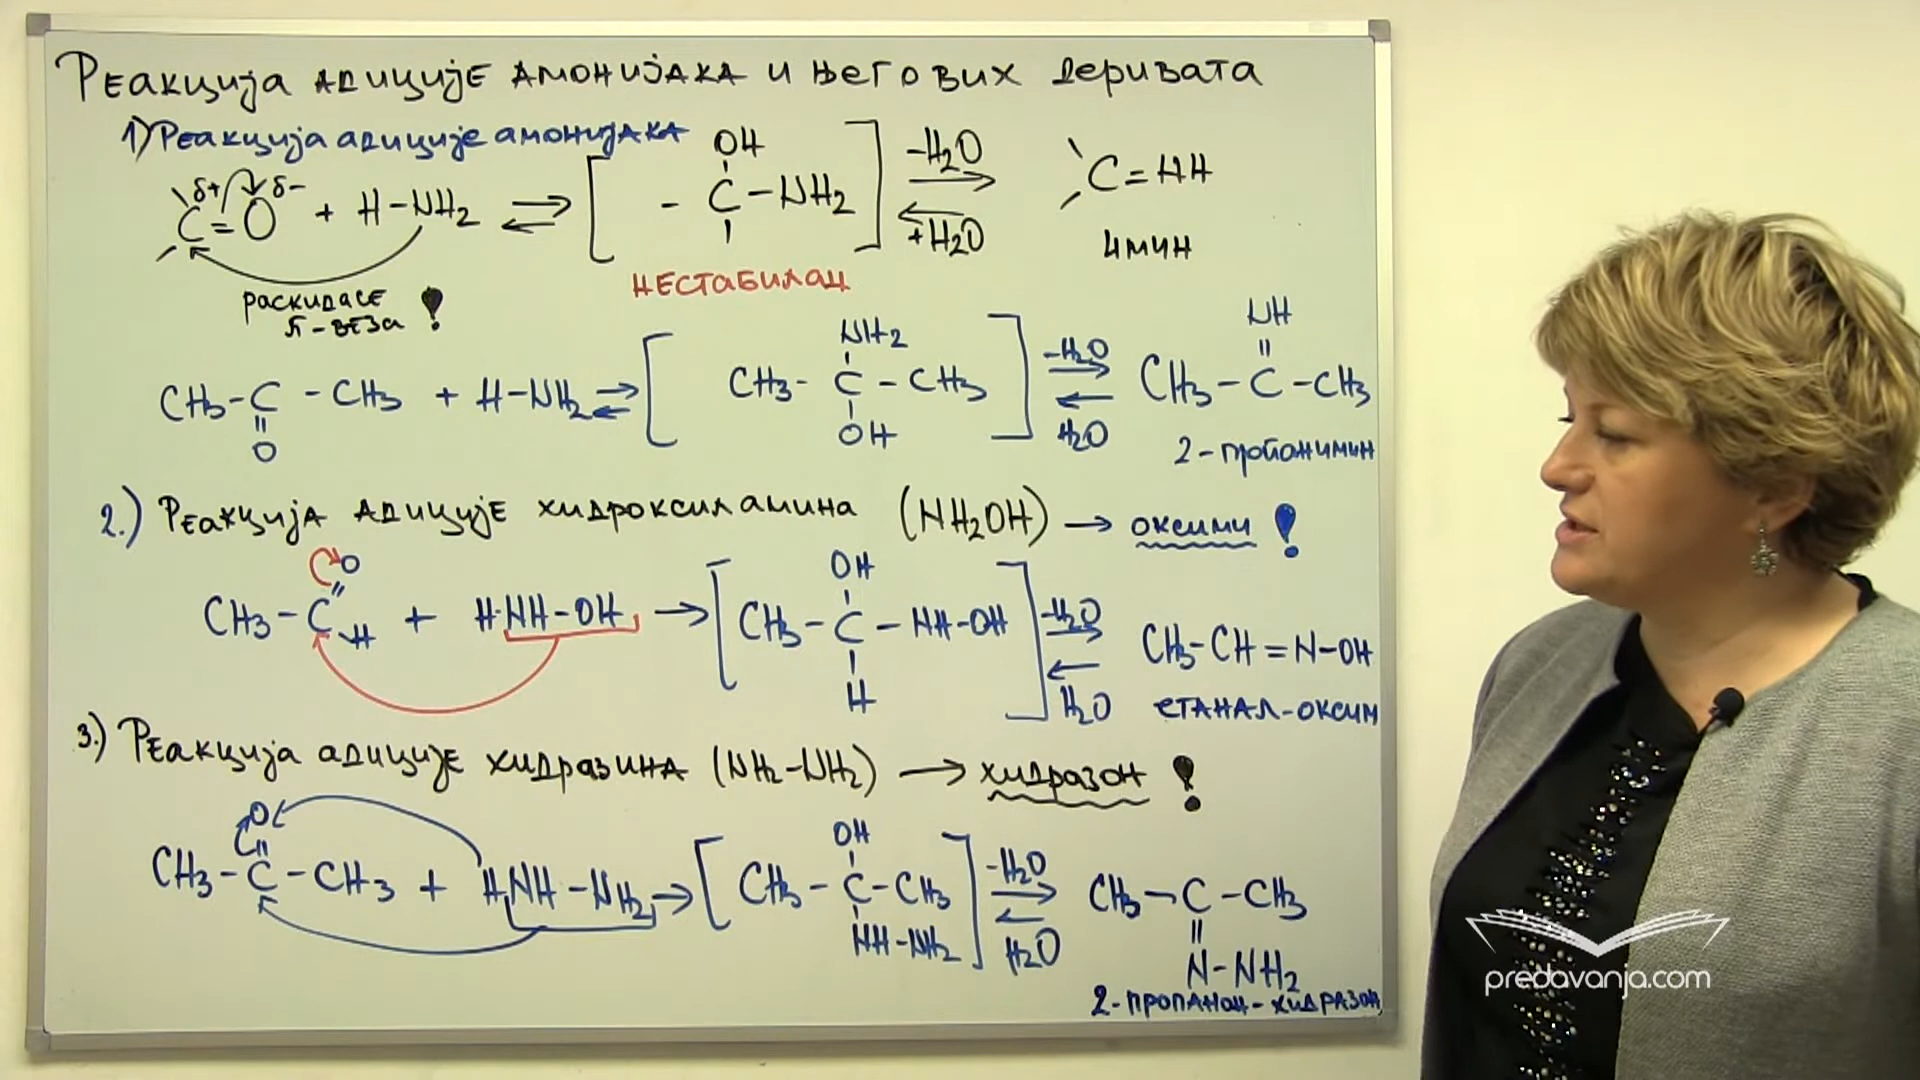 Реакција адиције амонијака и његових деривата
1) Реакција адиције амонијака
C=O δ+ δ- + H-NH2 ⇌ [ -C(OH)-NH2 ] -H2O ⇌ +H2O C=NH
имин
нестабилан
раскида се
π-веза !
CH3-C(=O)-CH3 + H-NH2 ⇌ [ CH3-C(NH2)(OH)-CH3 ] -H2O ⇌ H2O CH3-C(=NH)-CH3
2-пропанимин
2.) Реакција адиције хидроксиламина (NH2OH) → оксими !
CH3-C(=O)-H + H-NH-OH → [ CH3-C(OH)(H)-NH-OH ] -H2O ⇌ H2O CH3-CH=N-OH
етанал-оксим
3.) Реакција адиције хидразина (NH2-NH2) → хидразон !
CH3-C(=O)-CH3 + HNH-NH2 → [ CH3-C(OH)(NH-NH2)-CH3 ] -H2O ⇌ H2O CH3-C(=N-NH2)-CH3
2-пропанон-хидразон
predavanja.com